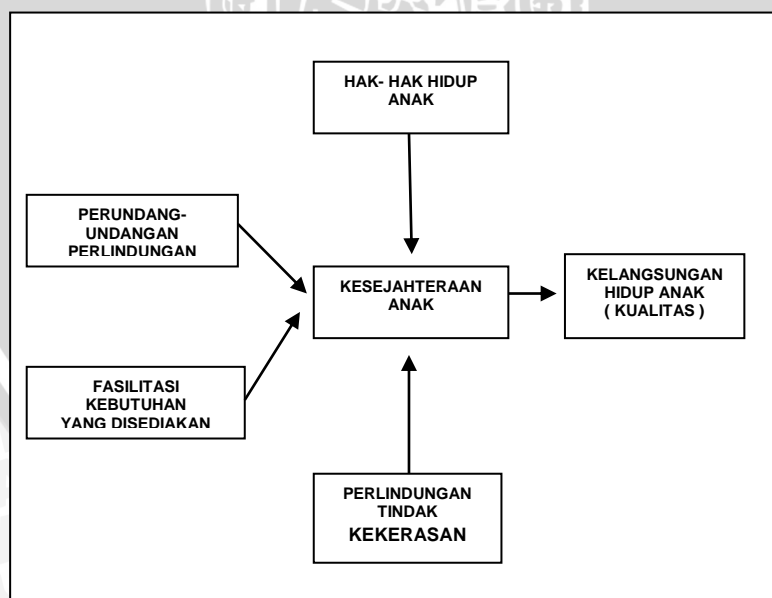 HAK- HAK HIDUP
ANAK
PERUNDANG-
UNDANGAN
PERLINDUNGAN
KESEJAHTERAAN
ANAK
KELANGSUNGAN
HIDUP ANAK
( KUALITAS )
FASILITASI
KEBUTUHAN
YANG DISEDIAKAN
PERLINDUNGAN
TINDAK
KEKERASAN